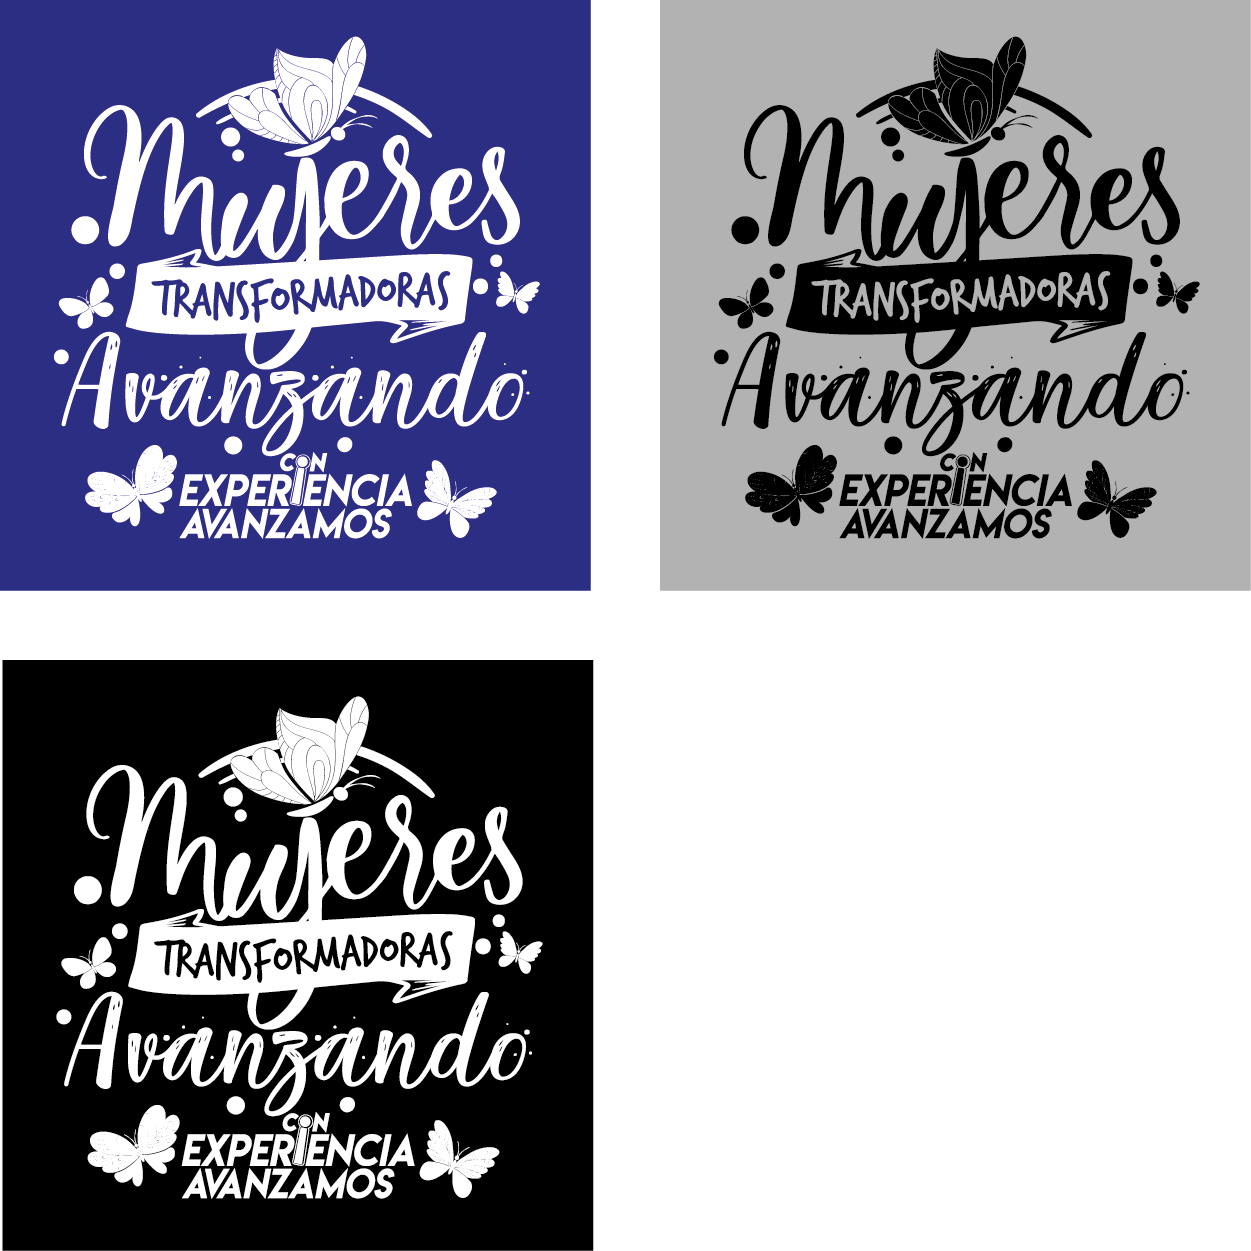 Mujeres
TRANSFORMADORAS
Avanzando
CON
EXPERIENCIA
AVANZAMOS
Mujeres
TRANSFORMADORAS
Avanzando
CON
EXPERIENCIA
AVANZAMOS
Mujeres
TRANSFORMADORAS
Avanzando
CON
EXPERIENCIA
AVANZAMOS